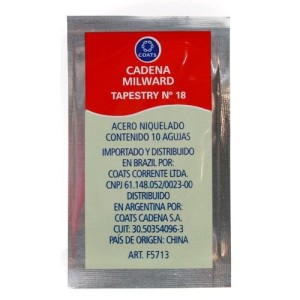 COATS
CADENA
MILWARD
TAPESTRY Nº 18
ACERO NIQUELADO
CONTENIDO 10 AGUJAS
IMPORTADO Y DISTRIBUIDO
EN BRAZIL POR:
COATS CORRENTE LTDA.
CNPJ 61.148.052/0023-00
DISTRIBUIDO
EN ARGENTINA POR:
COATS CADENA S.A.
CUIT: 30.50354096-3
PAÍS DE ORIGEN: CHINA
ART. F5713